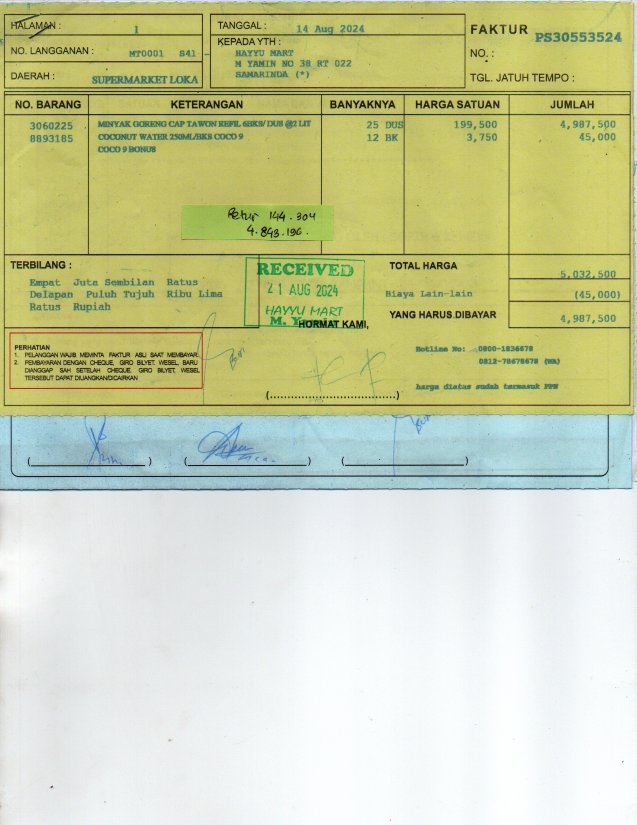 HALAMAN : 1
NO. LANGGANAN : MT0001 S41 -
DAERAH : SUPERMARKET LOKA
TANGGAL : 14 Aug 2024
KEPADA YTH :
HAYYU MART
M YAMIN NO 38 RT 022
SAMARINDA (*)
FAKTUR PS30553524
NO. :
TGL. JATUH TEMPO :
NO. BARANG KETERANGAN BANYAKNYA HARGA SATUAN JUMLAH
3060225 MINYAK GORENG CAP TAWON REFIL 6BKS/DUS @2 LIT 25 DUS 199,500 4,987,500
8893185 COCONUT WATER 250ML/BKS COCO 9 12 BK 3,750 45,000
COCO 9 BONUS
Retur 144.304
4.843.196.
TERBILANG :
Empat Juta Sembilan Ratus
Delapan Puluh Tujuh Ribu Lima
Ratus Rupiah
RECEIVED
21 AUG 2024
HAYYU MART
HORMAT KAMI,
TOTAL HARGA 5,032,500
Biaya Lain-lain (45,000)
YANG HARUS DIBAYAR 4,987,500
PERHATIAN
1. PELANGGAN WAJIB MEMINTA FAKTUR ASLI SAAT MEMBAYAR.
2. PEMBAYARAN DENGAN CHEQUE, GIRO BILYET, WESEL, BARU
DIANGGAP SAH SETELAH CHEQUE, GIRO BILYET, WESEL
TERSEBUT DAPAT DIUANGKAN/DICAIRKAN
Hotline No: 0800-1836678
0812-78678678 (WA)
harga diatas sudah termasuk PPN
(....................................)